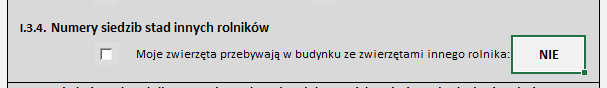 I.3.4. Numery siedzib stad innych rolników
Moje zwierzęta przebywają w budynku ze zwierzętami innego rolnika: NIE